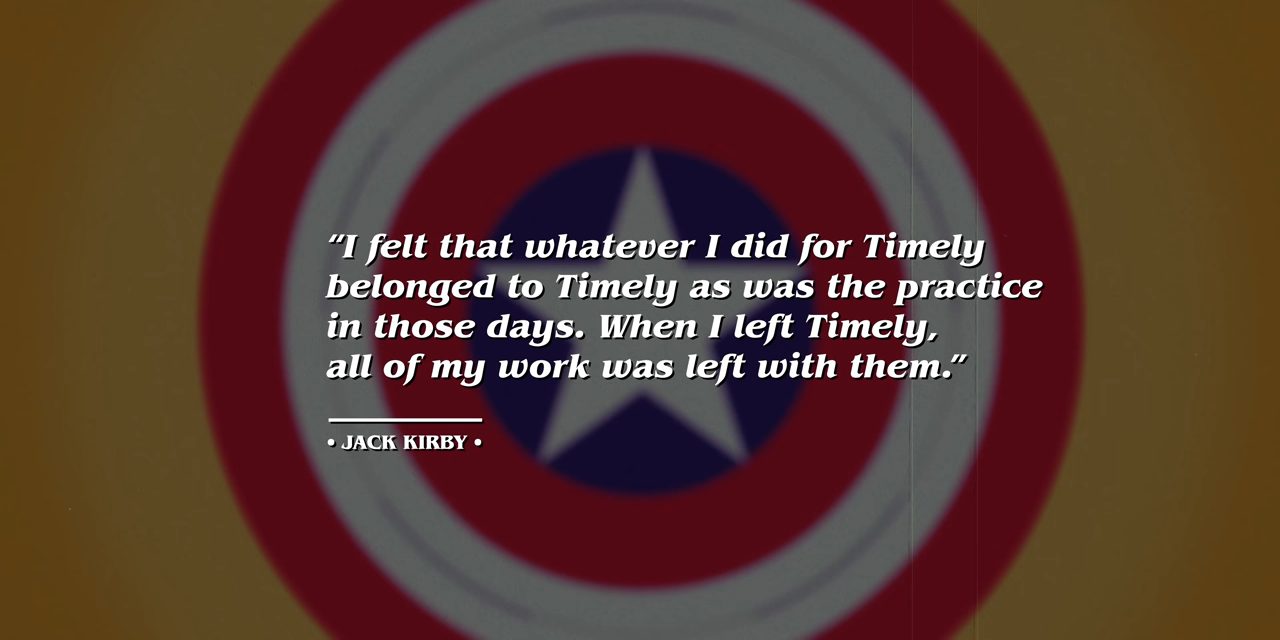 “I felt that whatever I did for Timely
belonged to Timely as was the practice
in those days. When I left Timely,
all of my work was left with them.”
• JACK KIRBY •